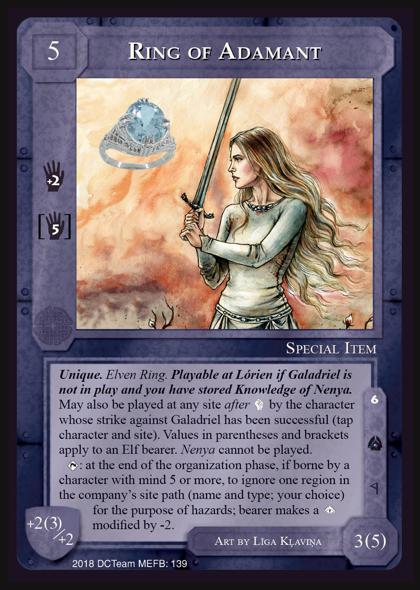 5
RING OF ADAMANT
+2
[5]
SPECIAL ITEM
Unique. Elven Ring. Playable at Lórien if Galadriel is
not in play and you have stored Knowledge of Nenya.
May also be played at any site after by the character
whose strike against Galadriel has been successful (tap
character and site). Values in parentheses and brackets
apply to an Elf bearer. Nenya cannot be played.
: at the end of the organization phase, if borne by a
character with mind 5 or more, to ignore one region in
the company's site path (name and type; your choice)
for the purpose of hazards; bearer makes a
modified by -2.
6
+2(3)
/+2
ART BY LĪGA KĻAVIŅA
3(5)
2018 DCTeam MEFB: 139